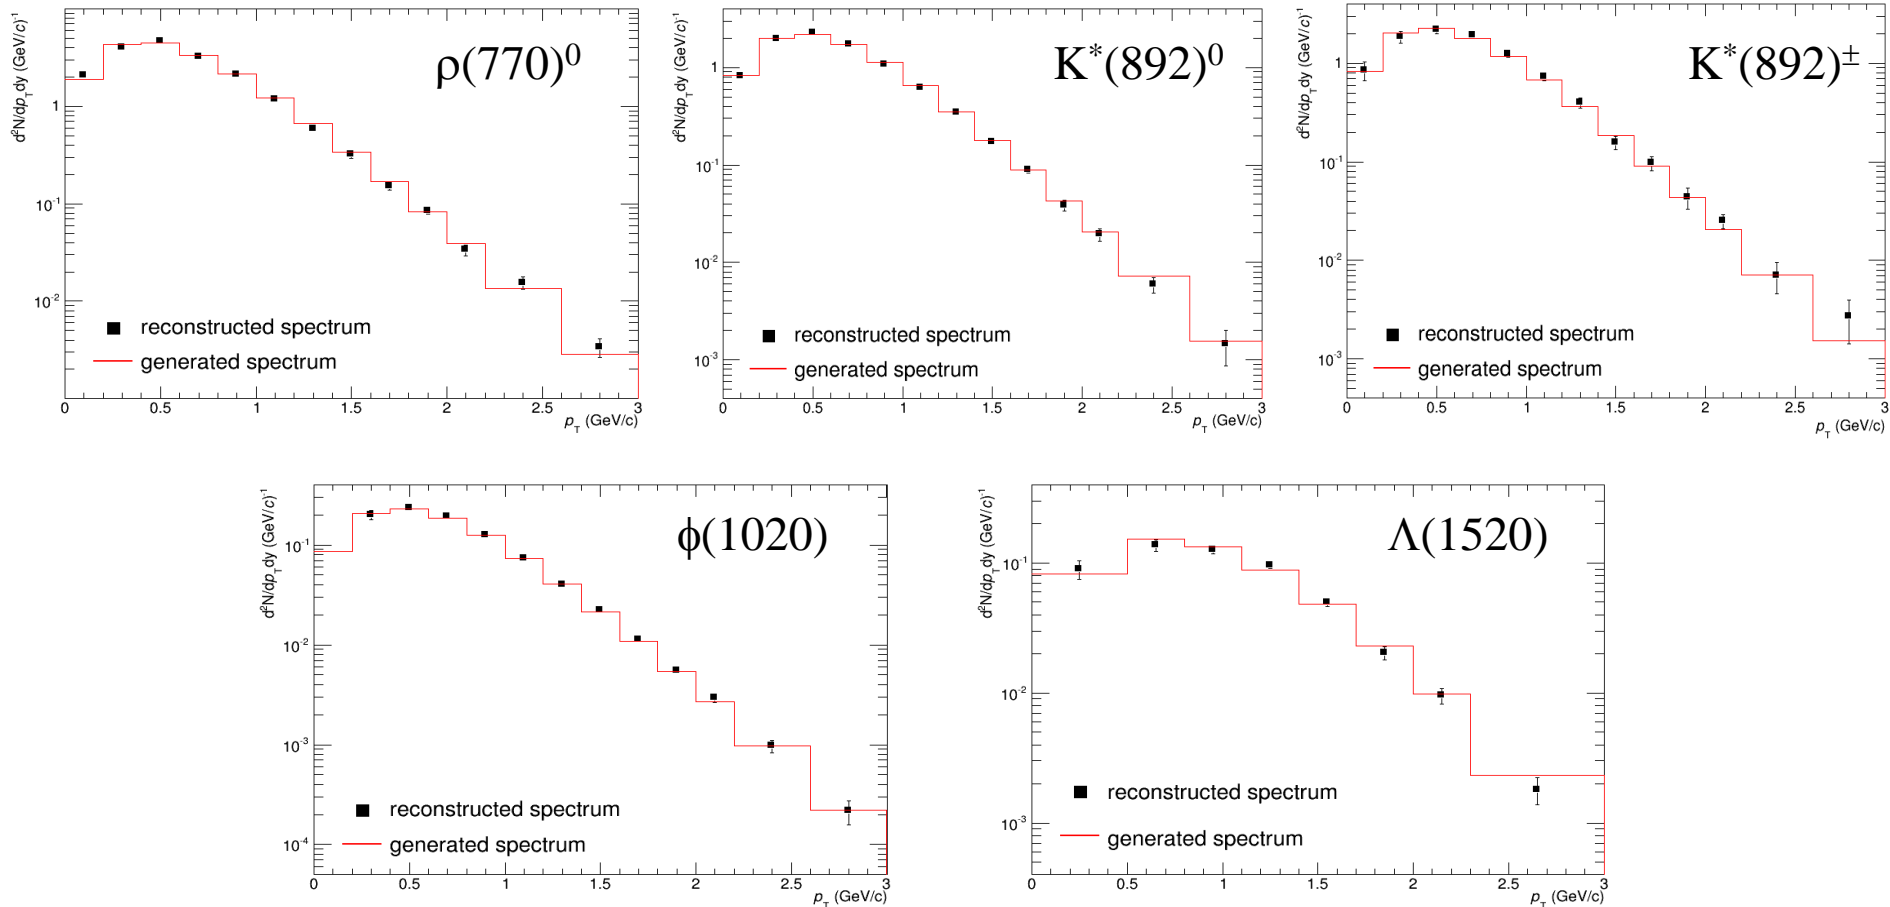 d²N/dp_T dy (GeV/c)⁻¹
ρ(770)⁰
1
10⁻¹
10⁻²
reconstructed spectrum
generated spectrum
0 0.5 1 1.5 2 2.5 3
p_T (GeV/c)
d²N/dp_T dy (GeV/c)⁻¹
K*(892)⁰
1
10⁻¹
10⁻²
10⁻³
reconstructed spectrum
generated spectrum
0 0.5 1 1.5 2 2.5 3
p_T (GeV/c)
d²N/dp_T dy (GeV/c)⁻¹
K*(892)±
1
10⁻¹
10⁻²
10⁻³
reconstructed spectrum
generated spectrum
0 0.5 1 1.5 2 2.5 3
p_T (GeV/c)
d²N/dp_T dy (GeV/c)⁻¹
ϕ(1020)
10⁻¹
10⁻²
10⁻³
10⁻⁴
reconstructed spectrum
generated spectrum
0 0.5 1 1.5 2 2.5 3
p_T (GeV/c)
d²N/dp_T dy (GeV/c)⁻¹
Λ(1520)
10⁻¹
10⁻²
10⁻³
reconstructed spectrum
generated spectrum
0 0.5 1 1.5 2 2.5 3
p_T (GeV/c)